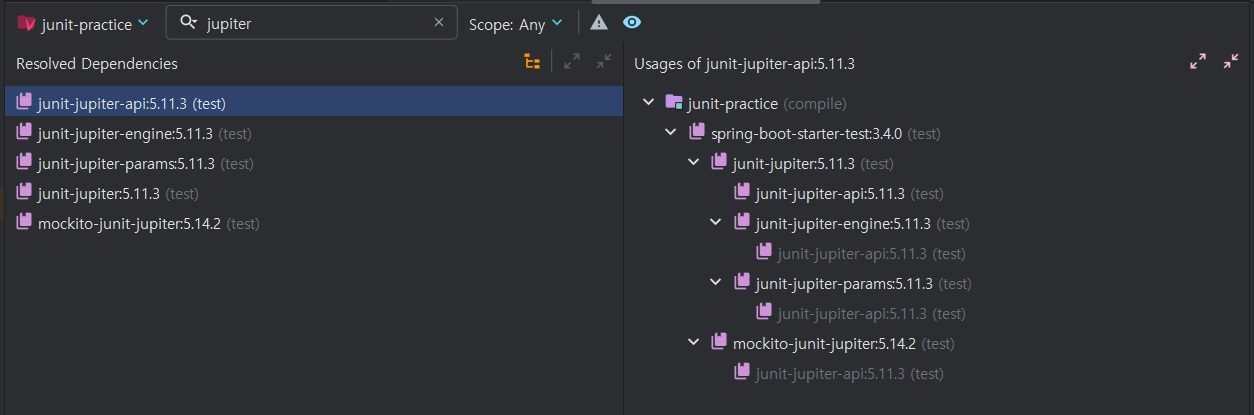 junit-practice
jupiter
Scope: Any
Resolved Dependencies
junit-jupiter-api:5.11.3 (test)
junit-jupiter-engine:5.11.3 (test)
junit-jupiter-params:5.11.3 (test)
junit-jupiter:5.11.3 (test)
mockito-junit-jupiter:5.14.2 (test)
Usages of junit-jupiter-api:5.11.3
junit-practice (compile)
spring-boot-starter-test:3.4.0 (test)
junit-jupiter:5.11.3 (test)
junit-jupiter-api:5.11.3 (test)
junit-jupiter-engine:5.11.3 (test)
junit-jupiter-api:5.11.3 (test)
junit-jupiter-params:5.11.3 (test)
junit-jupiter-api:5.11.3 (test)
mockito-junit-jupiter:5.14.2 (test)
junit-jupiter-api:5.11.3 (test)